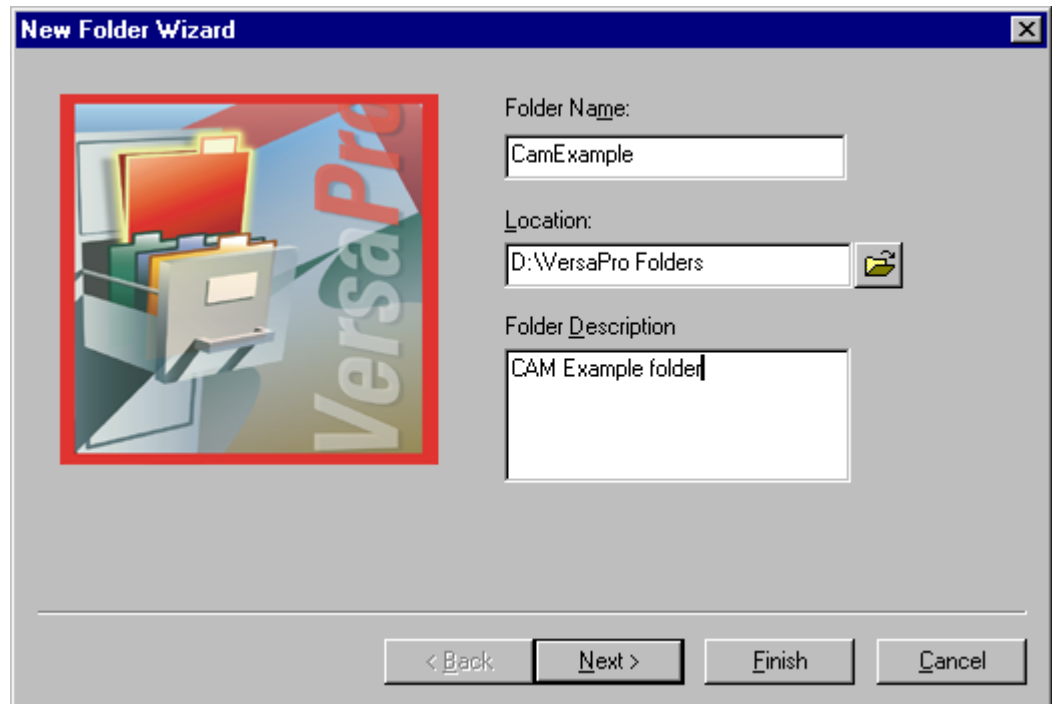 New Folder Wizard
VersaPro
Folder Name:
CamExample
Location:
D:\VersaPro Folders
Folder Description
CAM Example folder
< Back
Next >
Finish
Cancel